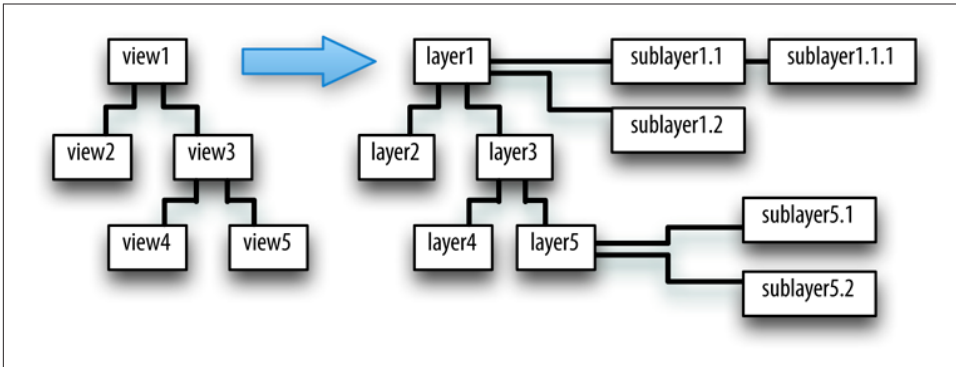 view1
layer1
sublayer1.1
sublayer1.1.1
sublayer1.2
view2
view3
layer2
layer3
view4
view5
layer4
layer5
sublayer5.1
sublayer5.2